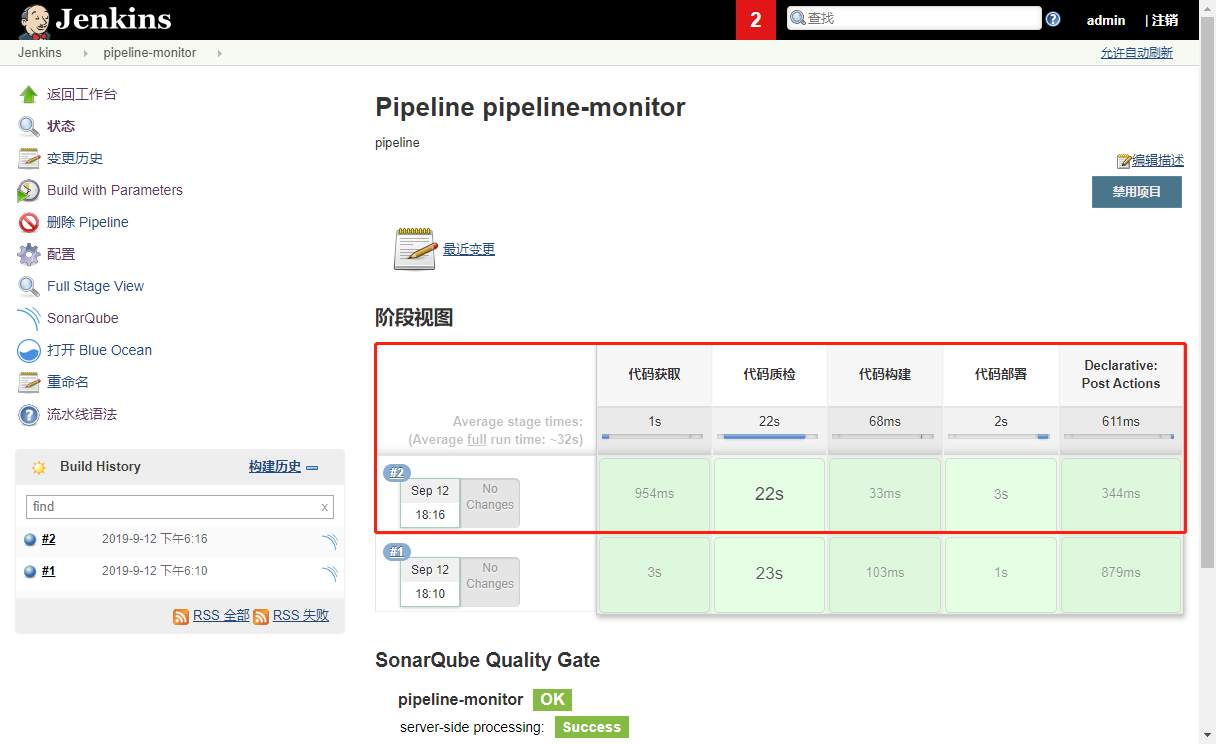 Jenkins
2
查找
admin
| 注销
Jenkins
pipeline-monitor
允许自动刷新
返回工作台
状态
变更历史
Build with Parameters
删除 Pipeline
配置
Full Stage View
SonarQube
打开 Blue Ocean
重命名
流水线语法
Build History
构建历史
find
x
#2
2019-9-12 下午6:16
#1
2019-9-12 下午6:10
RSS 全部
RSS 失败
Pipeline pipeline-monitor
pipeline
编辑描述
禁用项目
最近变更
阶段视图
代码获取
代码质检
代码构建
代码部署
Declarative:
Post Actions
Average stage times:
(Average full run time: ~32s)
1s
22s
68ms
2s
611ms
#2
Sep 12
18:16
No
Changes
954ms
22s
33ms
3s
344ms
#1
Sep 12
18:10
No
Changes
3s
23s
103ms
1s
879ms
SonarQube Quality Gate
pipeline-monitor
OK
server-side processing:
Success